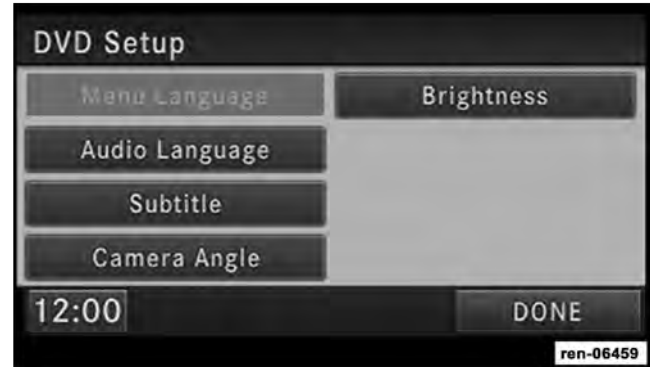 DVD Setup
Menu Language
Brightness
Audio Language
Subtitle
Camera Angle
12:00
DONE
ren-06459